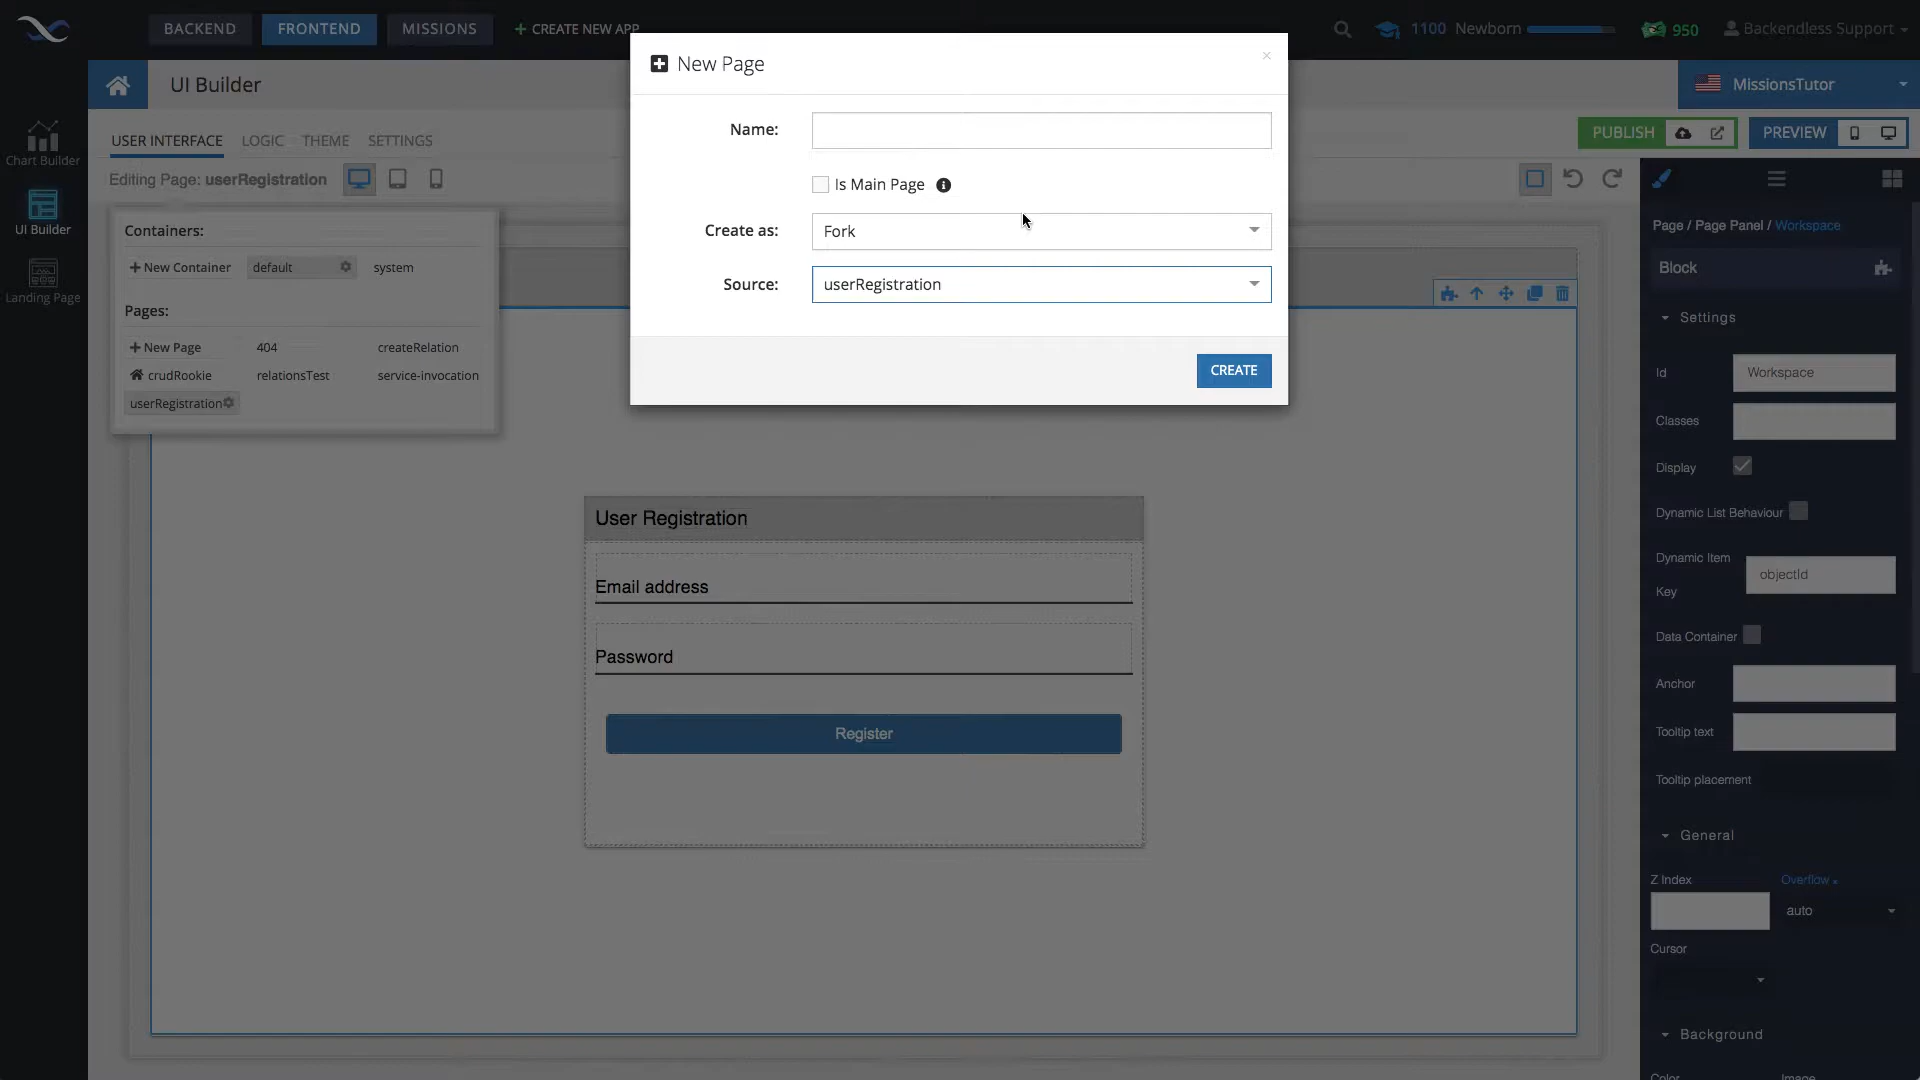 BACKEND FRONTEND MISSIONS + CREATE NEW APP 1100 Newborn 950 Backendless Support
UI Builder MissionsTutor
New Page
×
Name:
Is Main Page
Create as: Fork
Source: userRegistration
CREATE
Chart Builder
UI Builder
Landing Page
USER INTERFACE LOGIC THEME SETTINGS PUBLISH PREVIEW
Editing Page: userRegistration
Containers:
+ New Container default system
Pages:
+ New Page 404 createRelation
crudRookie relationsTest service-invocation
userRegistration
User Registration
Email address
Password
Register
Page / Page Panel / Workspace
Block
Settings
Id Workspace
Classes
Display
Dynamic List Behaviour
Dynamic Item
Key
objectId
Data Container
Anchor
Tooltip text
Tooltip placement
General
Z Index Overflow
auto
Cursor
Background
Color Image